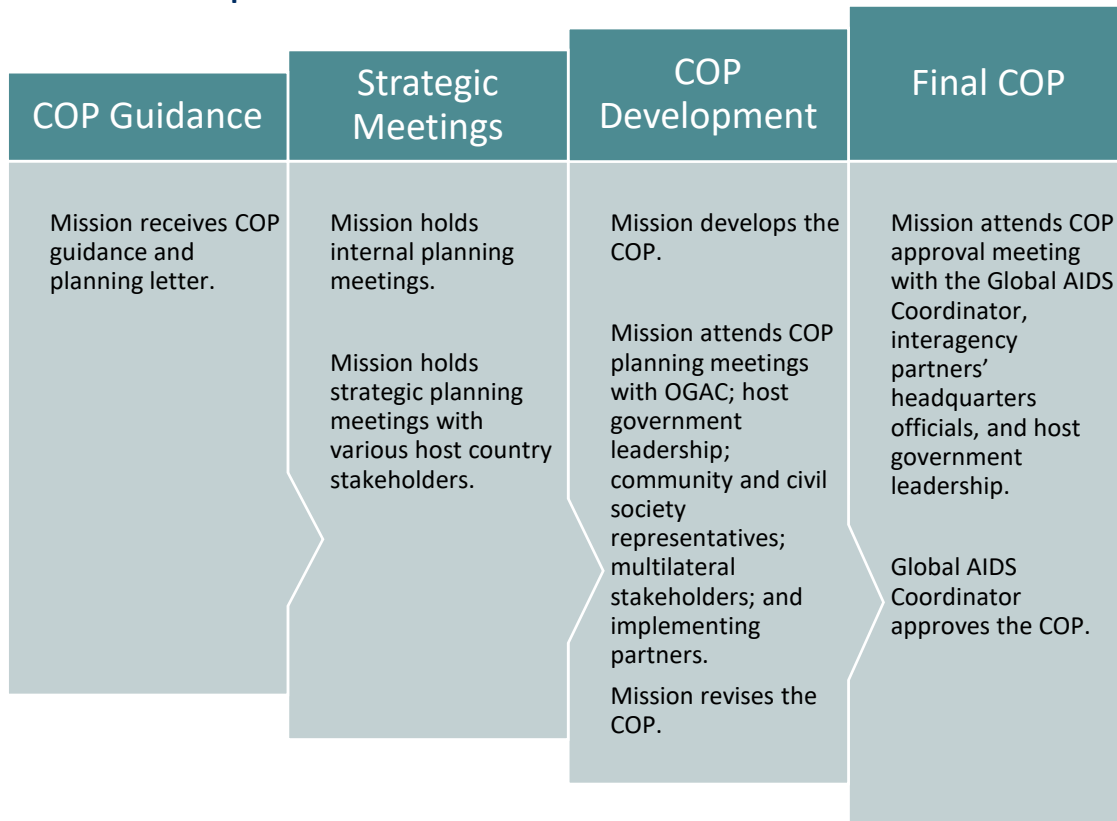 COP Guidance
Mission receives COP
guidance and
planning letter.
Strategic
Meetings
Mission holds
internal planning
meetings.
Mission holds
strategic planning
meetings with
various host country
stakeholders.
COP
Development
Mission develops the
COP.
Mission attends COP
planning meetings
with OGAC; host
government
leadership;
community and civil
society
representatives;
multilateral
stakeholders; and
implementing
partners.
Mission revises the
COP.
Final COP
Mission attends COP
approval meeting
with the Global AIDS
Coordinator,
interagency
partners’
headquarters
officials, and host
government
leadership.
Global AIDS
Coordinator
approves the COP.